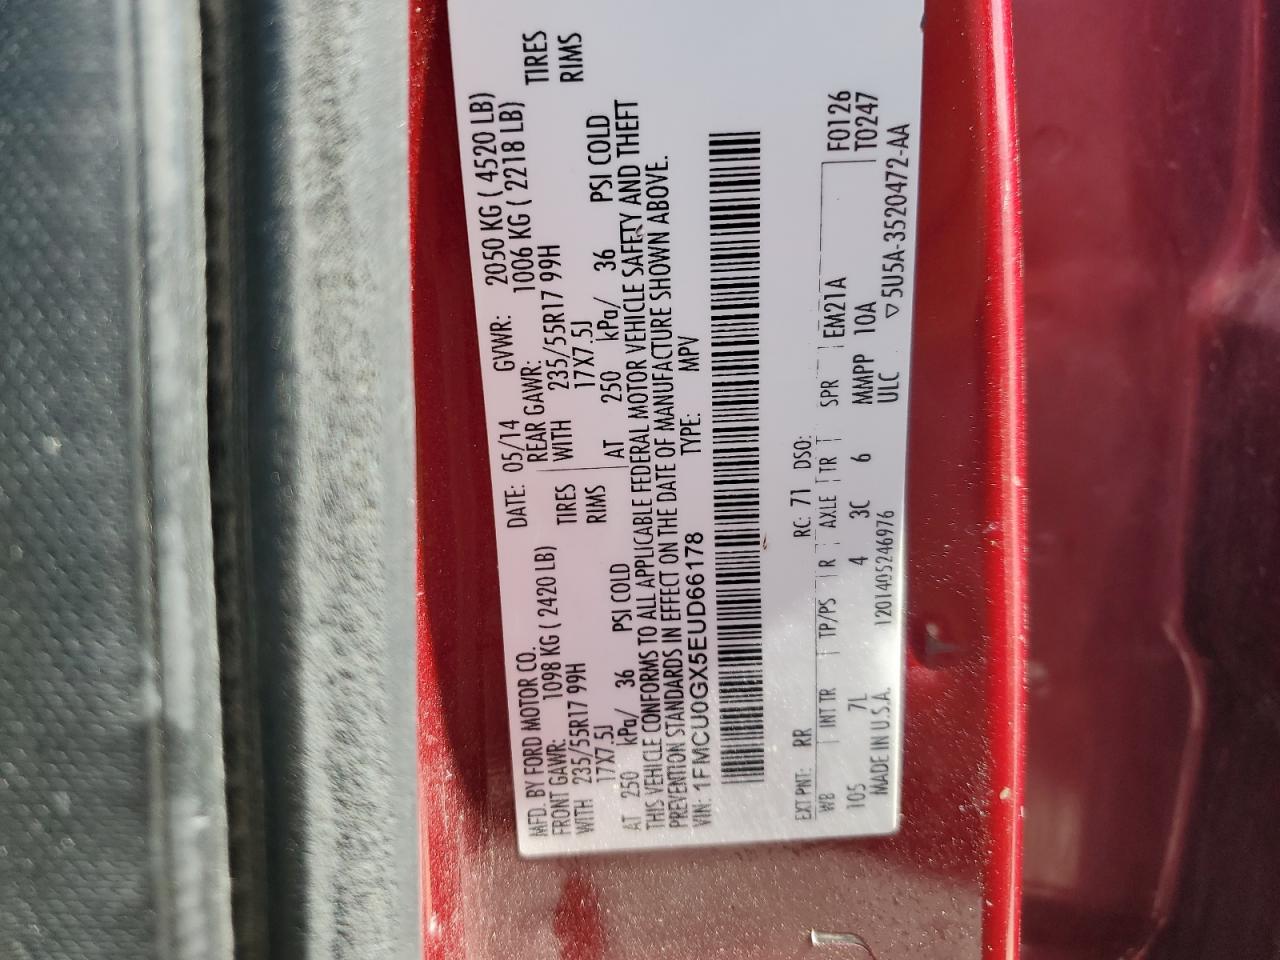 MFD. BY FORD MOTOR CO. DATE: 05/14 GVWR: 2050 KG ( 4520 LB)
FRONT GAWR: 1098 KG ( 2420 LB) REAR GAWR: 1006 KG ( 2218 LB)
WITH 235/55R17 99H TIRES WITH 235/55R17 99H TIRES
17X7.5J RIMS 17X7.5J RIMS
AT 250 kPa/ 36 PSI COLD AT 250 kPa/ 36 PSI COLD
THIS VEHICLE CONFORMS TO ALL APPLICABLE FEDERAL MOTOR VEHICLE SAFETY AND THEFT
PREVENTION STANDARDS IN EFFECT ON THE DATE OF MANUFACTURE SHOWN ABOVE.
VIN: 1FMCU0GX5EUD66178 TYPE: MPV
EXT PNT: RR RC: 71 DSO: F0126
WB INT TR TP/PS R AXLE TR T SPR EM21A T0247
105 7L 4 3C 6 MMPP 10A
MADE IN U.S.A. 1201405246976 ULC ▽5U5A-3520472-AA